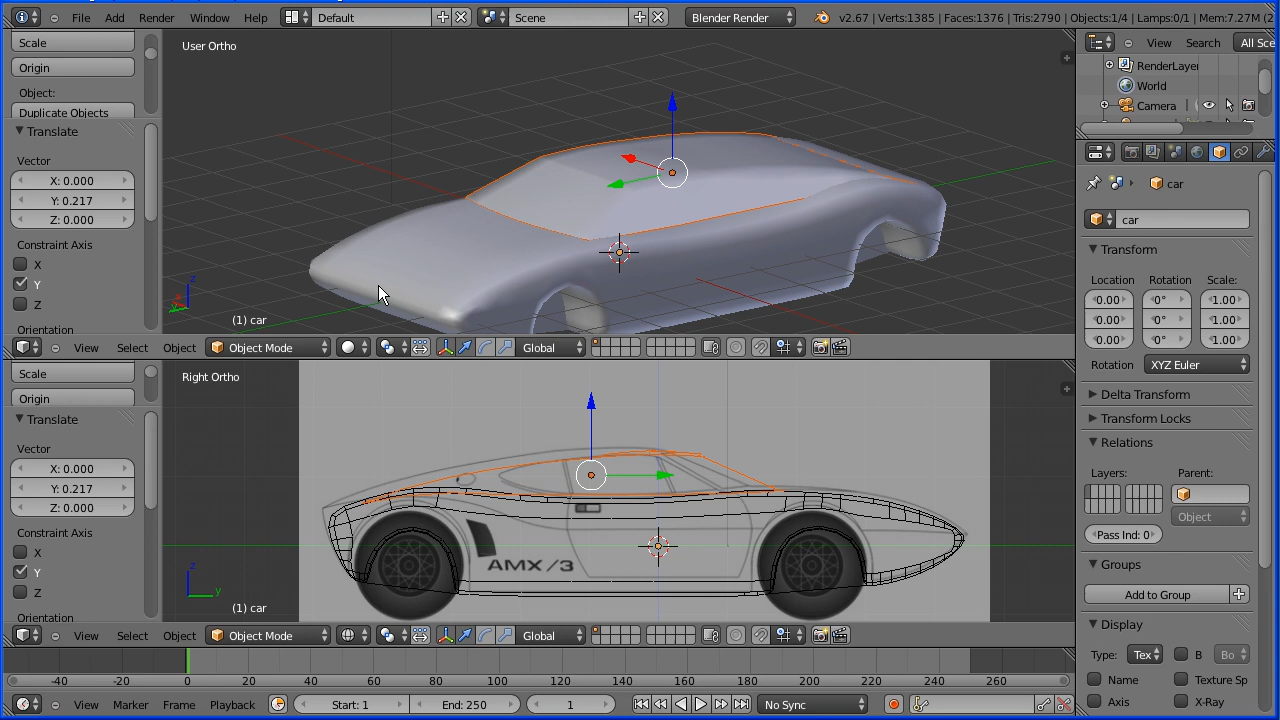 File Add Render Window Help Default Scene Blender Render v2.67 | Verts:1385 | Faces:1376 | Tris:2790 | Objects:1/4 | Lamps:0/1 | Mem:7.27M (2
Scale
Origin
Object:
Duplicate Objects
Translate
Vector
X: 0.000
Y: 0.217
Z: 0.000
Constraint Axis
X
Y
Z
Orientation
User Ortho
(1) car
View Select Object Object Mode Global
Scale
Origin
Translate
Vector
X: 0.000
Y: 0.217
Z: 0.000
Constraint Axis
X
Y
Z
Orientation
Right Ortho
AMX/3
(1) car
View Select Object Object Mode Global
-40 -20 0 20 40 60 80 100 120 140 160 180 200 220 240 260
View Marker Frame Playback Start: 1 End: 250 1 No Sync
View Search All Sce
RenderLayer
World
Camera
car
car
Transform
Location Rotation Scale:
0.00 0° 1.00
0.00 0° 1.00
0.00 0° 1.00
Rotation XYZ Euler
Delta Transform
Transform Locks
Relations
Layers: Parent:
Object
Pass Ind: 0
Groups
Add to Group
Display
Type: Tex B Bo
Name Texture Sp
Axis X-Ray